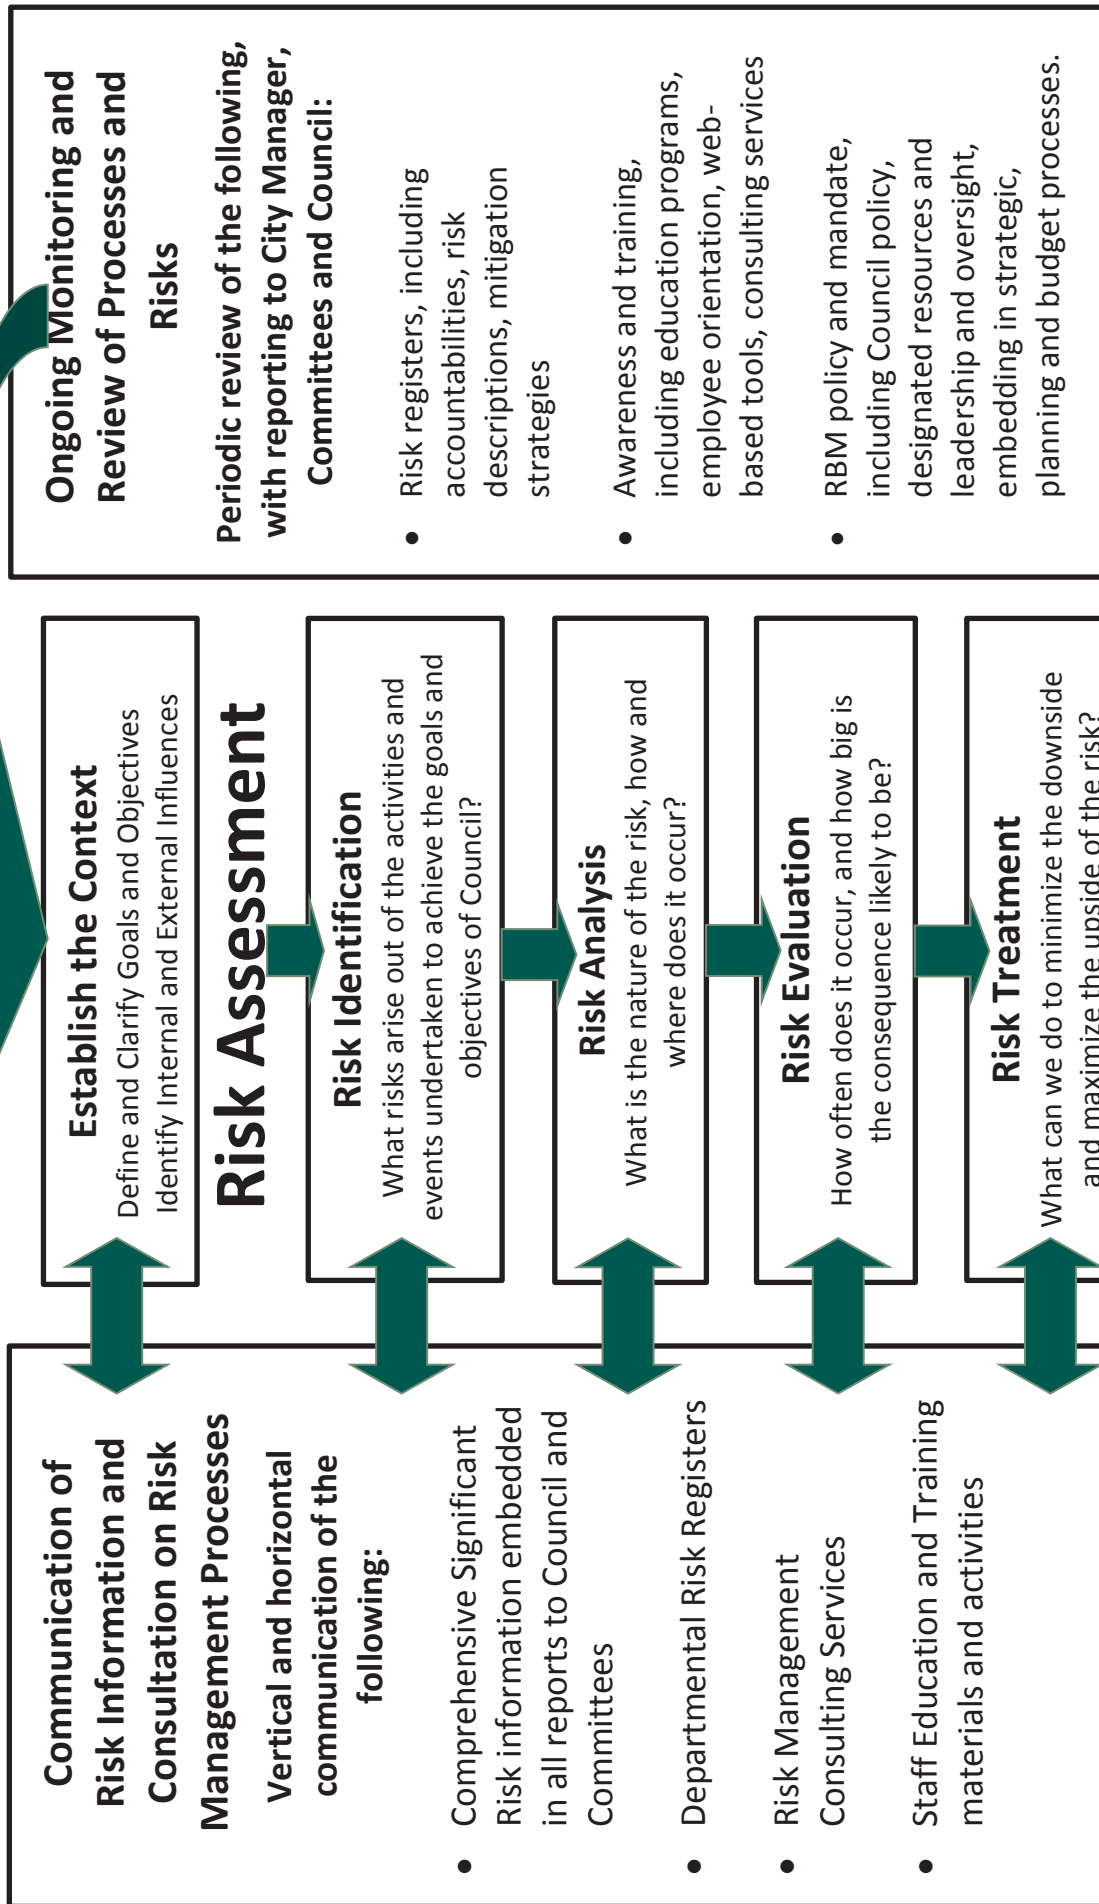 Communication of
Risk Information and
Consultation on Risk
Management Processes
Vertical and horizontal
communication of the
following:
• Comprehensive Significant
Risk information embedded
in all reports to Council and
Committees
• Departmental Risk Registers
• Risk Management
Consulting Services
• Staff Education and Training
materials and activities
Establish the Context
Define and Clarify Goals and Objectives
Identify Internal and External Influences
Risk Assessment
Risk Identification
What risks arise out of the activities and
events undertaken to achieve the goals and
objectives of Council?
Risk Analysis
What is the nature of the risk, how and
where does it occur?
Risk Evaluation
How often does it occur, and how big is
the consequence likely to be?
Risk Treatment
What can we do to minimize the downside
and maximize the upside of the risk?
Ongoing Monitoring and
Review of Processes and
Risks
Periodic review of the following,
with reporting to City Manager,
Committees and Council:
• Risk registers, including
accountabilities, risk
descriptions, mitigation
strategies
• Awareness and training,
including education programs,
employee orientation, web-
based tools, consulting services
• RBM policy and mandate,
including Council policy,
designated resources and
leadership and oversight,
embedding in strategic,
planning and budget processes.